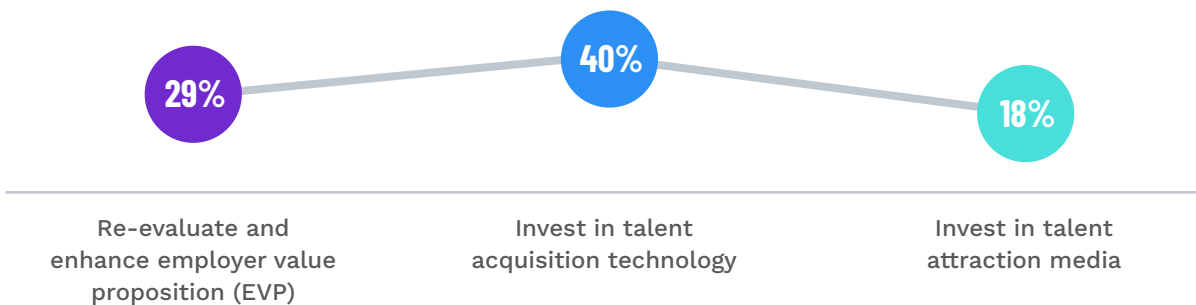 29%
40%
18%
Re-evaluate and
enhance employer value
proposition (EVP)
Invest in talent
acquisition technology
Invest in talent
attraction media